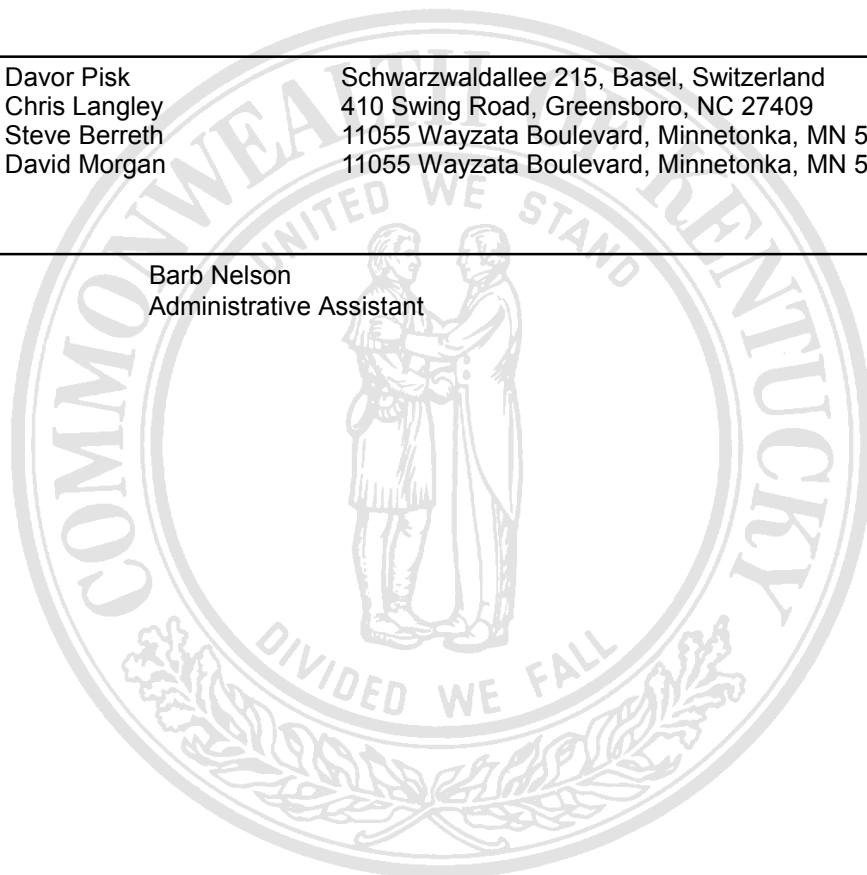 Davor Pisk Schwarzwaldallee 215, Basel, Switzerland
Chris Langley 410 Swing Road, Greensboro, NC 27409
Steve Berreth 11055 Wayzata Boulevard, Minnetonka, MN 5
David Morgan 11055 Wayzata Boulevard, Minnetonka, MN 5
Barb Nelson
Administrative Assistant
COMMONWEALTH OF KENTUCKY
UNITED WE STAND
DIVIDED WE FALL